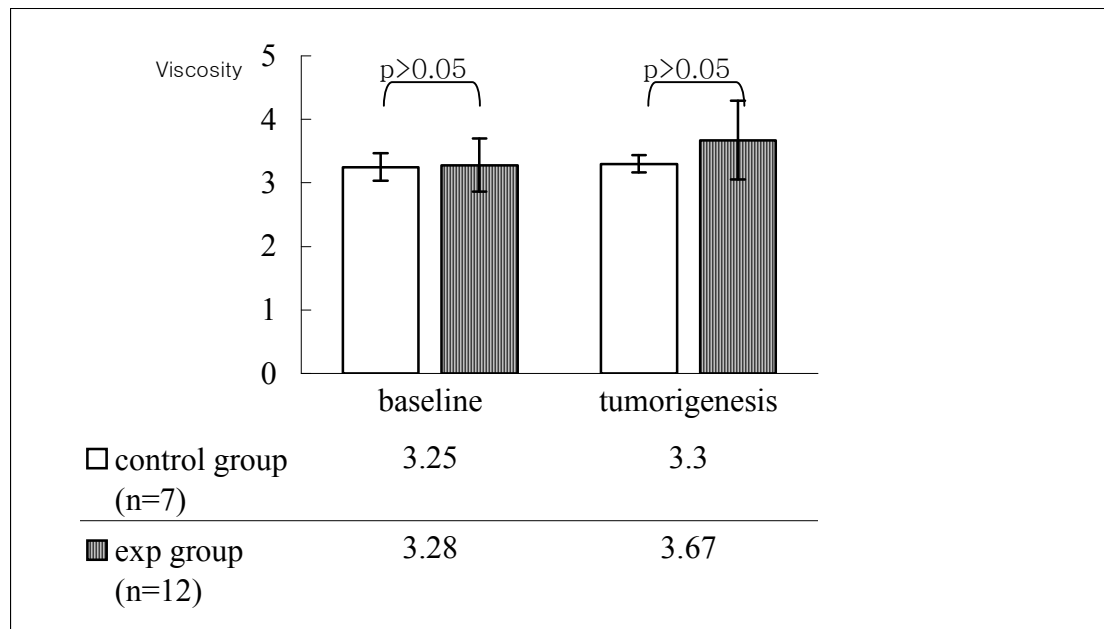 Viscosity
5
4
3
2
1
0
p>0.05 p>0.05
baseline tumorigenesis
control group 3.25 3.3
(n=7)
exp group 3.28 3.67
(n=12)